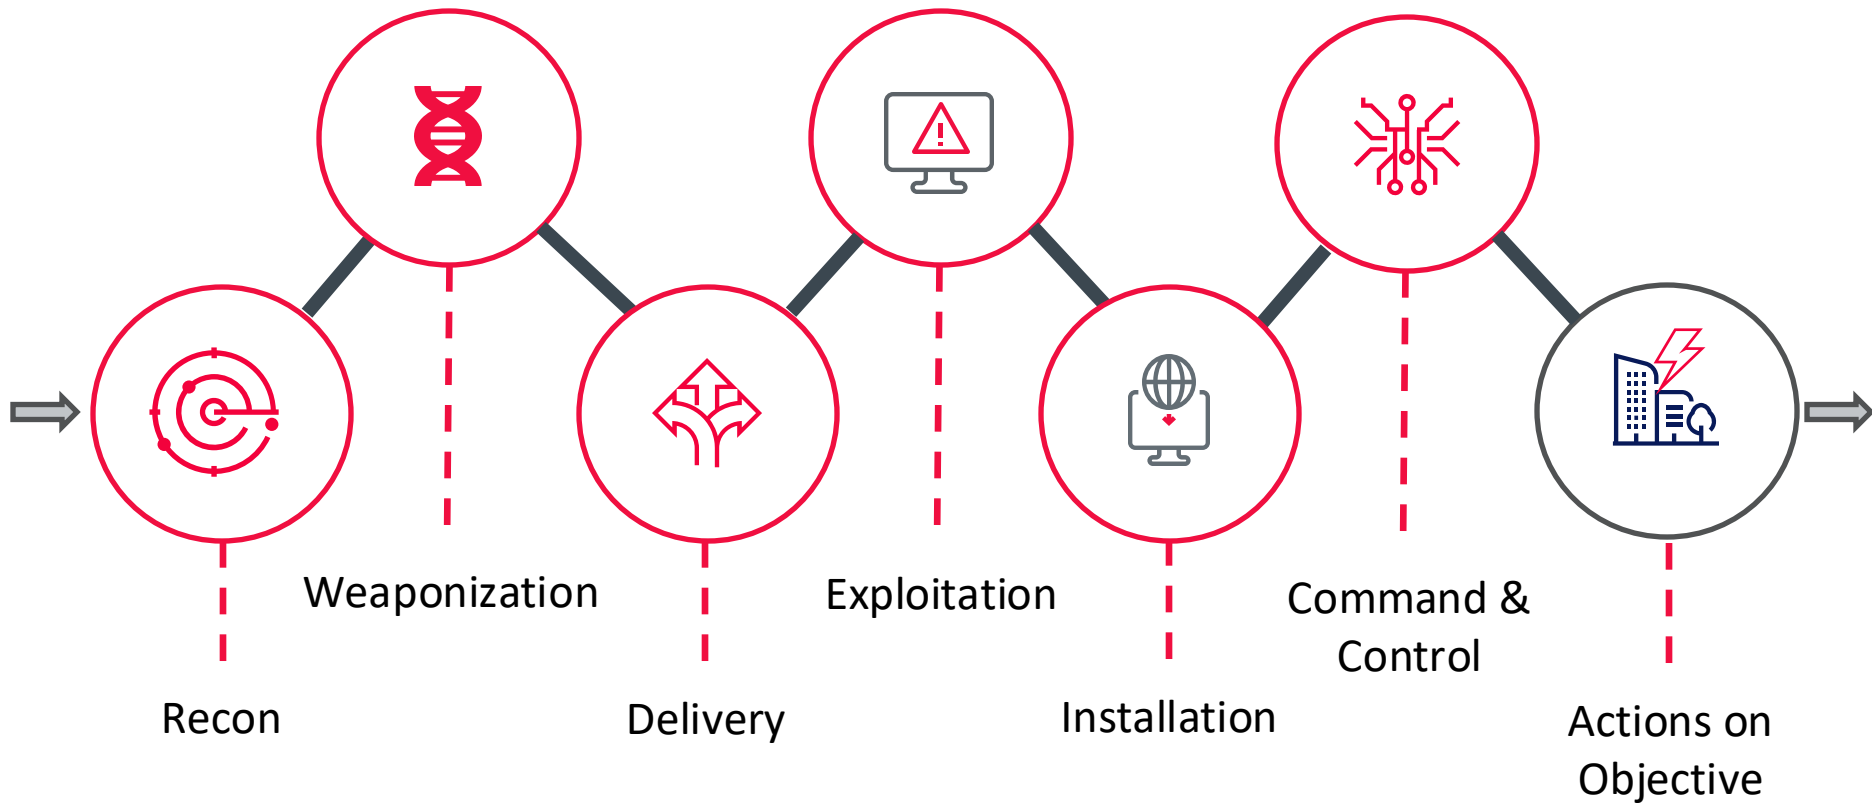 Recon
Weaponization
Delivery
Exploitation
Installation
Command &
Control
Actions on
Objective